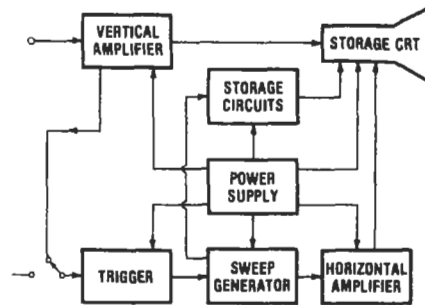 VERTICAL
AMPLIFIER
STORAGE CRT
STORAGE
CIRCUITS
POWER
SUPPLY
TRIGGER
SWEEP
GENERATOR
HORIZONTAL
AMPLIFIER